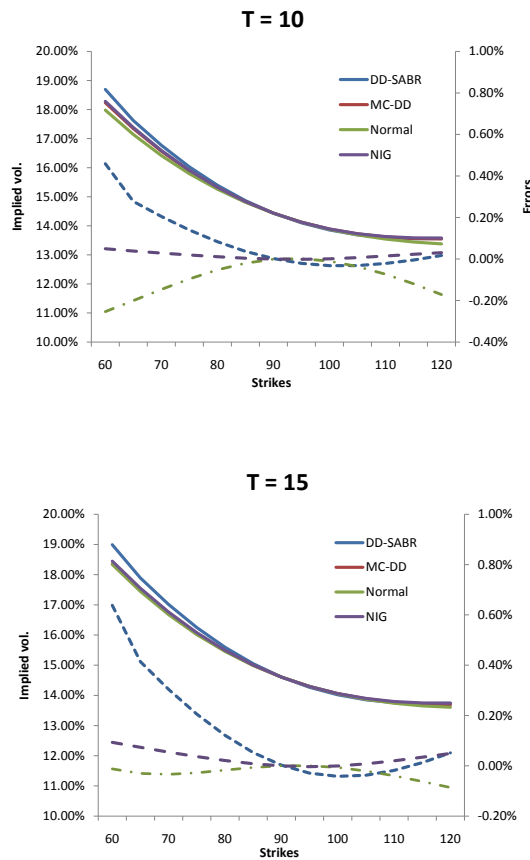 T = 10
20.00%
19.00%
18.00%
17.00%
16.00%
15.00%
14.00%
13.00%
12.00%
11.00%
10.00%
Implied vol.
DD-SABR
MC-DD
Normal
NIG
1.00%
0.80%
0.60%
0.40%
0.20%
0.00%
-0.20%
-0.40%
Errors
60 70 80 90 100 110 120
Strikes
T = 15
20.00%
19.00%
18.00%
17.00%
16.00%
15.00%
14.00%
13.00%
12.00%
11.00%
10.00%
Implied vol.
DD-SABR
MC-DD
Normal
NIG
1.00%
0.80%
0.60%
0.40%
0.20%
0.00%
-0.20%
60 70 80 90 100 110 120
Strikes